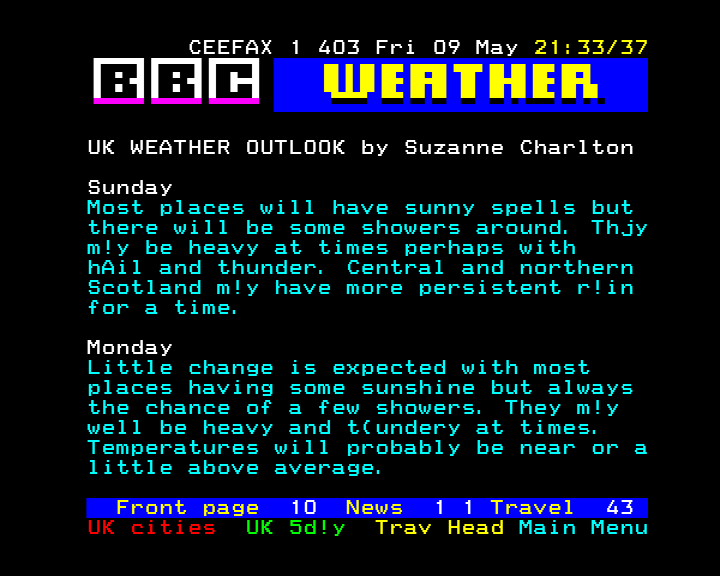 CEEFAX 1 403 Fri 09 May 21:33/37
BBC WEATHER
UK WEATHER OUTLOOK by Suzanne Charlton
Sunday
Most places will have sunny spells but
there will be some showers around. Thjy
m!y be heavy at times perhaps with
hAil and thunder. Central and northern
Scotland m!y have more persistent r!in
for a time.
Monday
Little change is expected with most
places having some sunshine but always
the chance of a few showers. They m!y
well be heavy and t(undery at times.
Temperatures will probably be near or a
little above average.
Front page 10 News 1 1 Travel 43
UK cities UK 5d!y Trav Head Main Menu